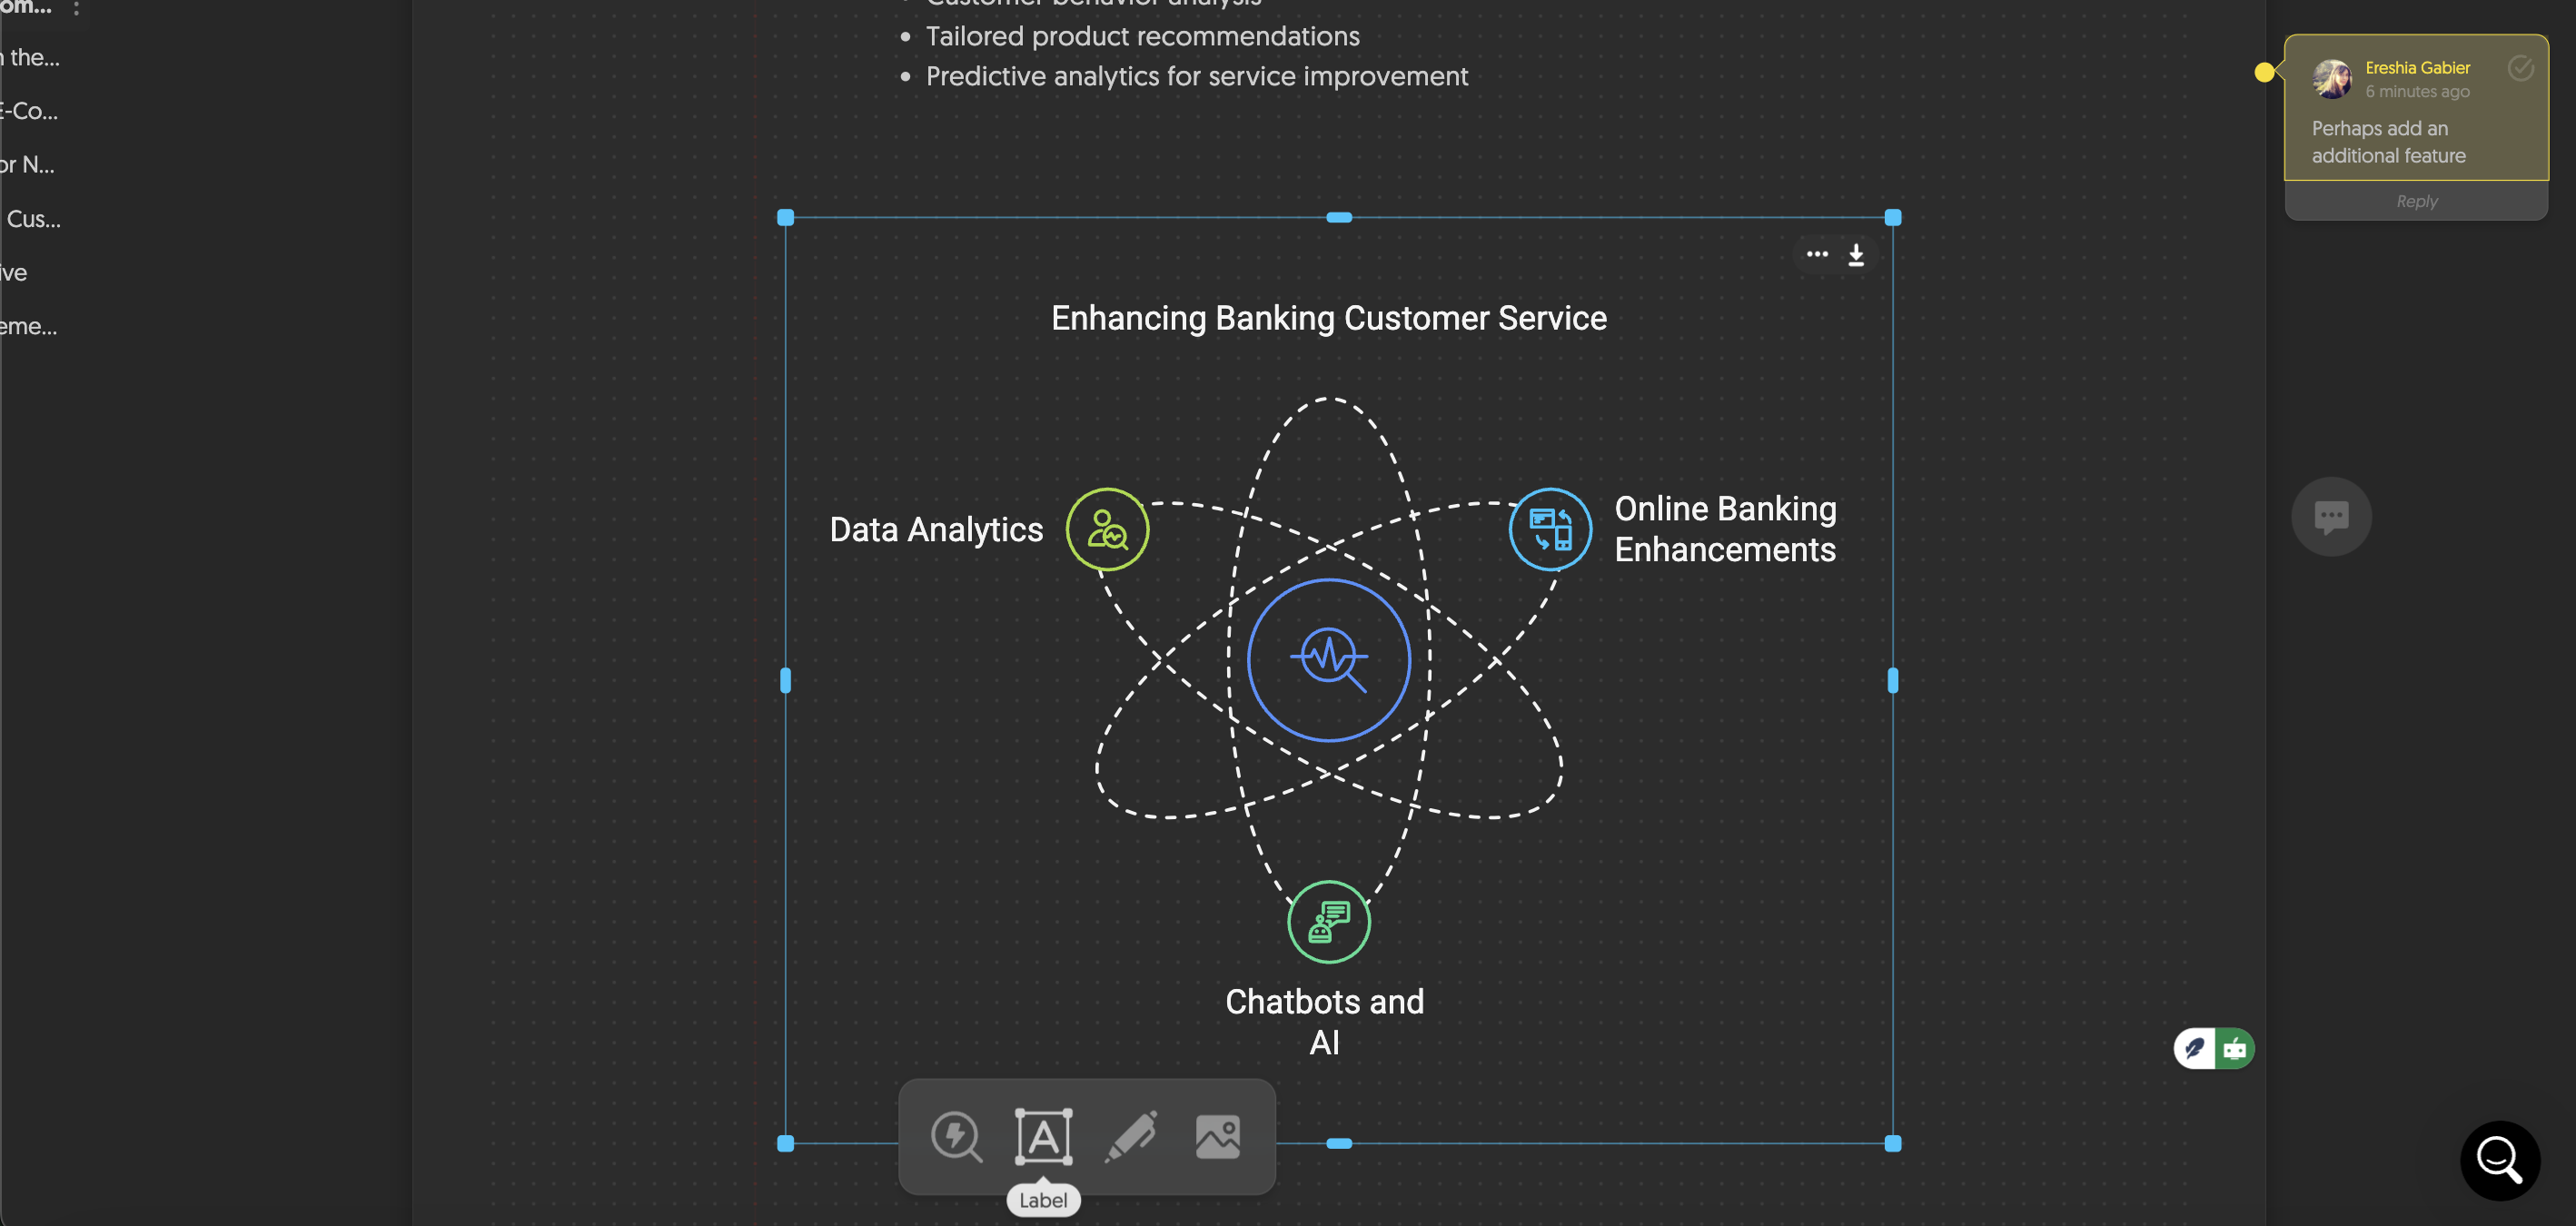 om...
n the...
E-Co...
or N...
Cus...
ive
eme...
Customer behavior analysis
• Tailored product recommendations
• Predictive analytics for service improvement
Enhancing Banking Customer Service
Data Analytics
Online Banking
Enhancements
Chatbots and
AI
Label
Ereshia Gabier
6 minutes ago
Perhaps add an
additional feature
Reply